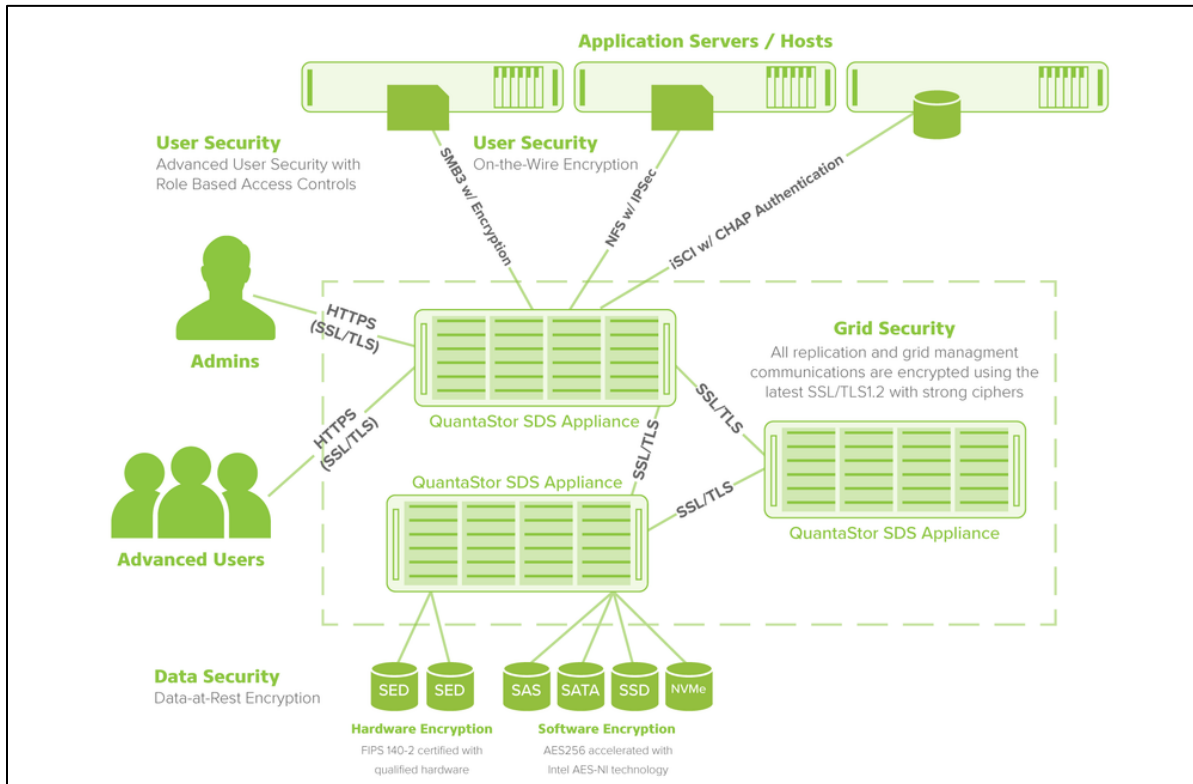 Application Servers / Hosts
User Security
Advanced User Security with
Role Based Access Controls
User Security
On-the-Wire Encryption
SMB3 w/ Encryption
NFS w/ IPSec
iSCI w/ CHAP Authentication
Admins
HTTPS
(SSL/TLS)
Advanced Users
HTTPS
(SSL/TLS)
QuantaStor SDS Appliance
Grid Security
All replication and grid managment
communications are encrypted using the
latest SSL/TLS1.2 with strong ciphers
SSL/TLS
SSL/TLS
SSL/TLS
QuantaStor SDS Appliance
QuantaStor SDS Appliance
Data Security
Data-at-Rest Encryption
SED
SED
SAS
SATA
SSD
NVMe
Hardware Encryption
FIPS 140-2 certified with
qualified hardware
Software Encryption
AES256 accelerated with
Intel AES-NI technology